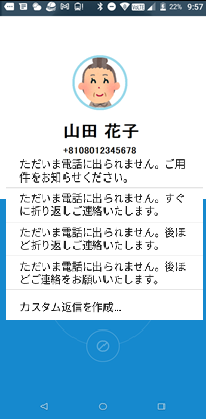 22% 9:57
山田 花子
+8108012345678
ただいま電話に出られません。ご用
件をお知らせください。
ただいま電話に出られません。すぐ
に折り返しご連絡いたします。
ただいま電話に出られません。後ほ
ど折り返しご連絡いたします。
ただいま電話に出られません。後ほ
どご連絡をお願いいたします。
カスタム返信を作成...